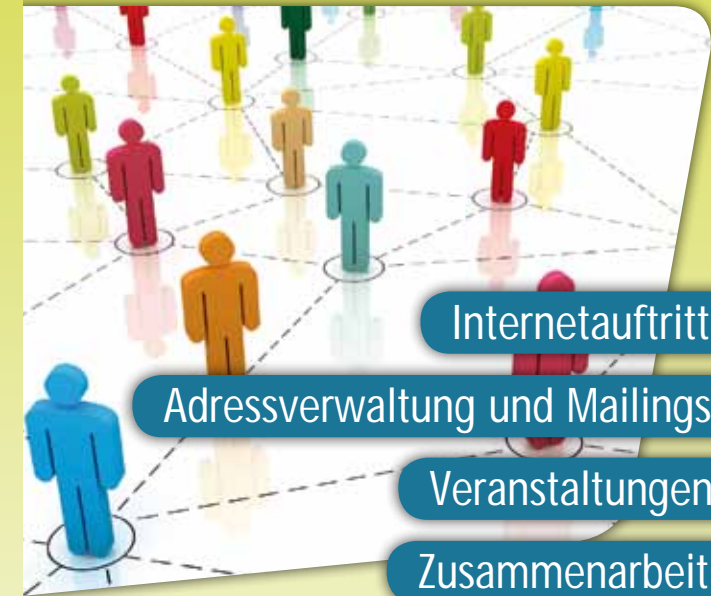 Internetauftritt
Adressverwaltung und Mailings
Veranstaltungen
Zusammenarbeit